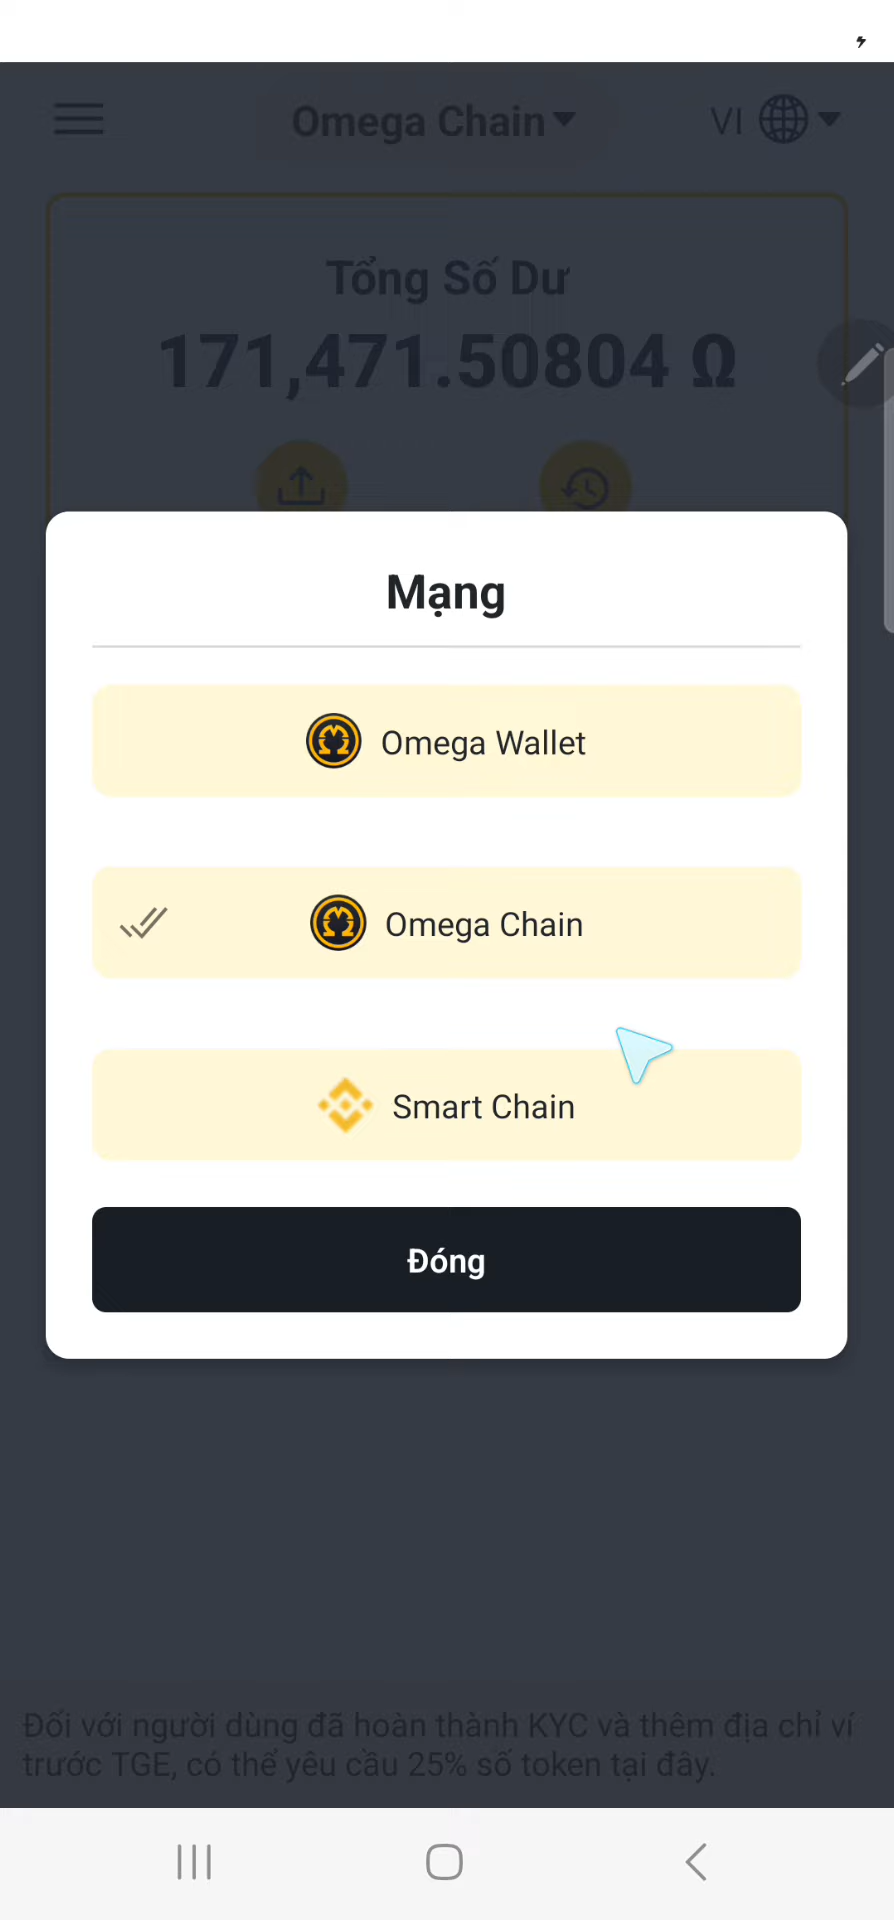 Omega Chain
VI
Tổng Số Dư
171,471.50804 Ω
Mạng
Omega Wallet
Omega Chain
Smart Chain
Đóng
Đối với người dùng đã hoàn thành KYC và thêm địa chỉ ví
trước TGE, có thể yêu cầu 25% số token tại đây.